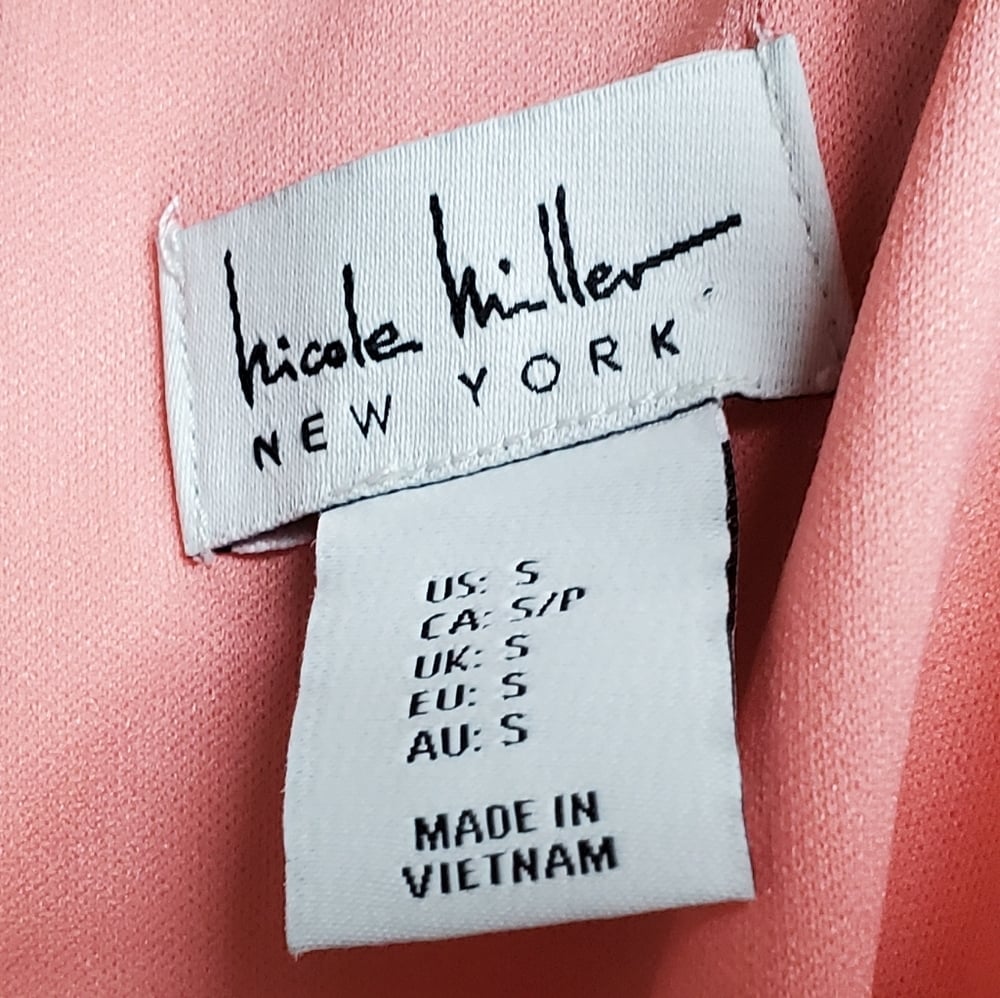 nicole miller
NEW YORK
US: S
CA: S/P
UK: S
EU: S
AU: S
MADE IN
VIETNAM